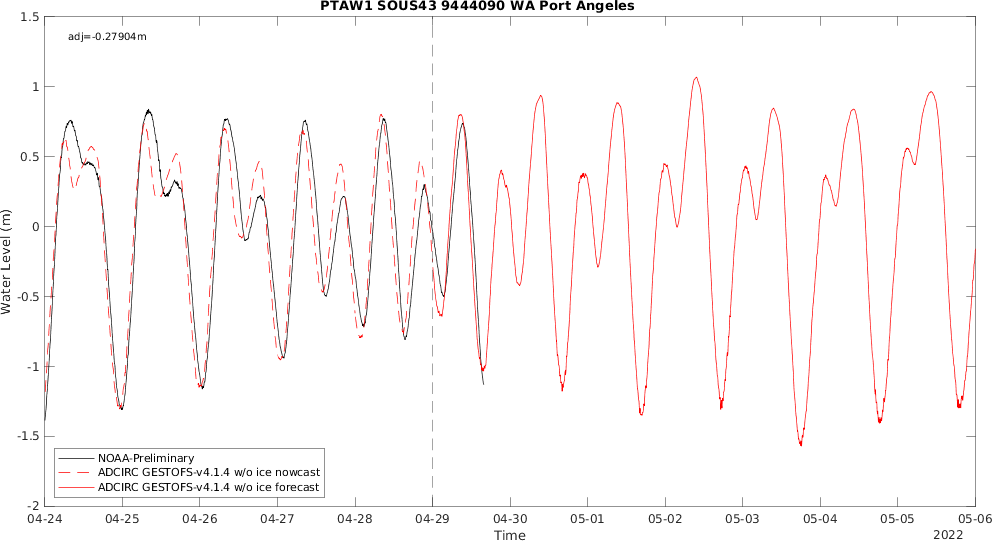 PTAW1 SOUS43 9444090 WA Port Angeles
adj=-0.27904m
Water Level (m)
1.5
1
0.5
0
-0.5
-1
-1.5
-2
NOAA-Preliminary
ADCIRC GESTOFS-v4.1.4 w/o ice nowcast
ADCIRC GESTOFS-v4.1.4 w/o ice forecast
04-24 04-25 04-26 04-27 04-28 04-29 04-30 05-01 05-02 05-03 05-04 05-05 05-06
Time
2022